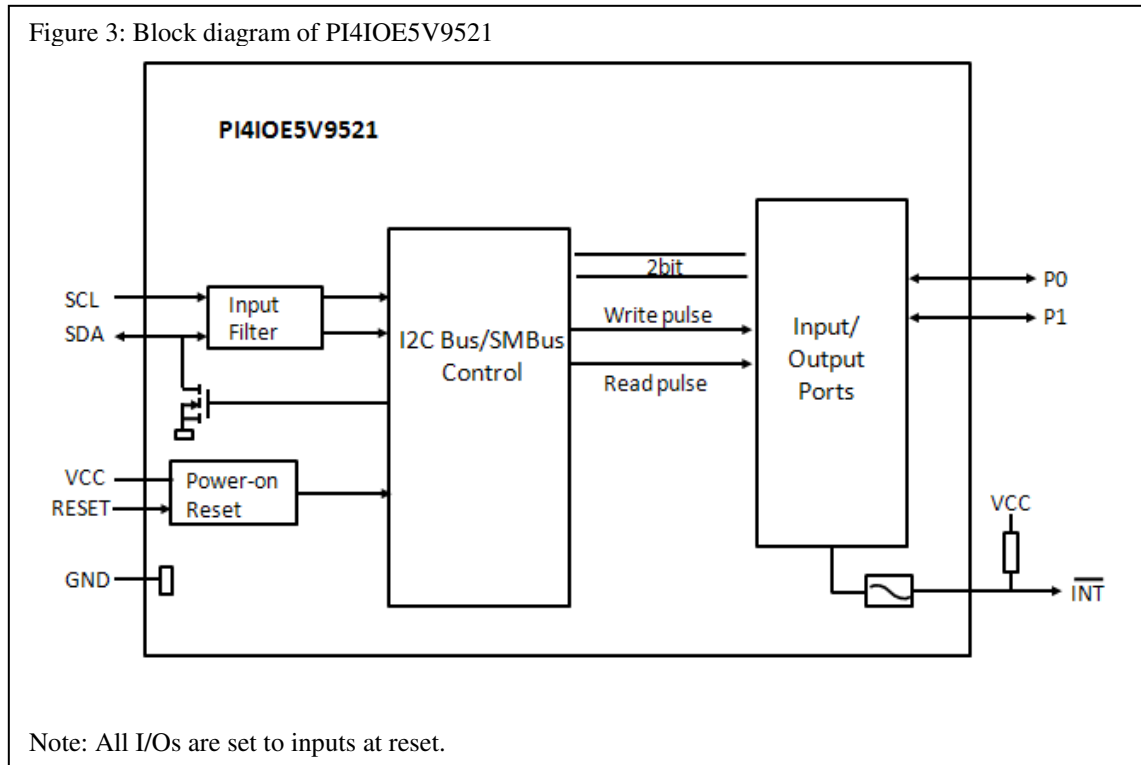 Figure 3: Block diagram of PI4IOE5V9521
PI4IOE5V9521
SCL
SDA
Input
Filter
I2C Bus/SMBus
Control
2bit
Write pulse
Read pulse
Input/
Output
Ports
P0
P1
VCC
RESET
Power-on
Reset
GND
VCC
INT
Note: All I/Os are set to inputs at reset.